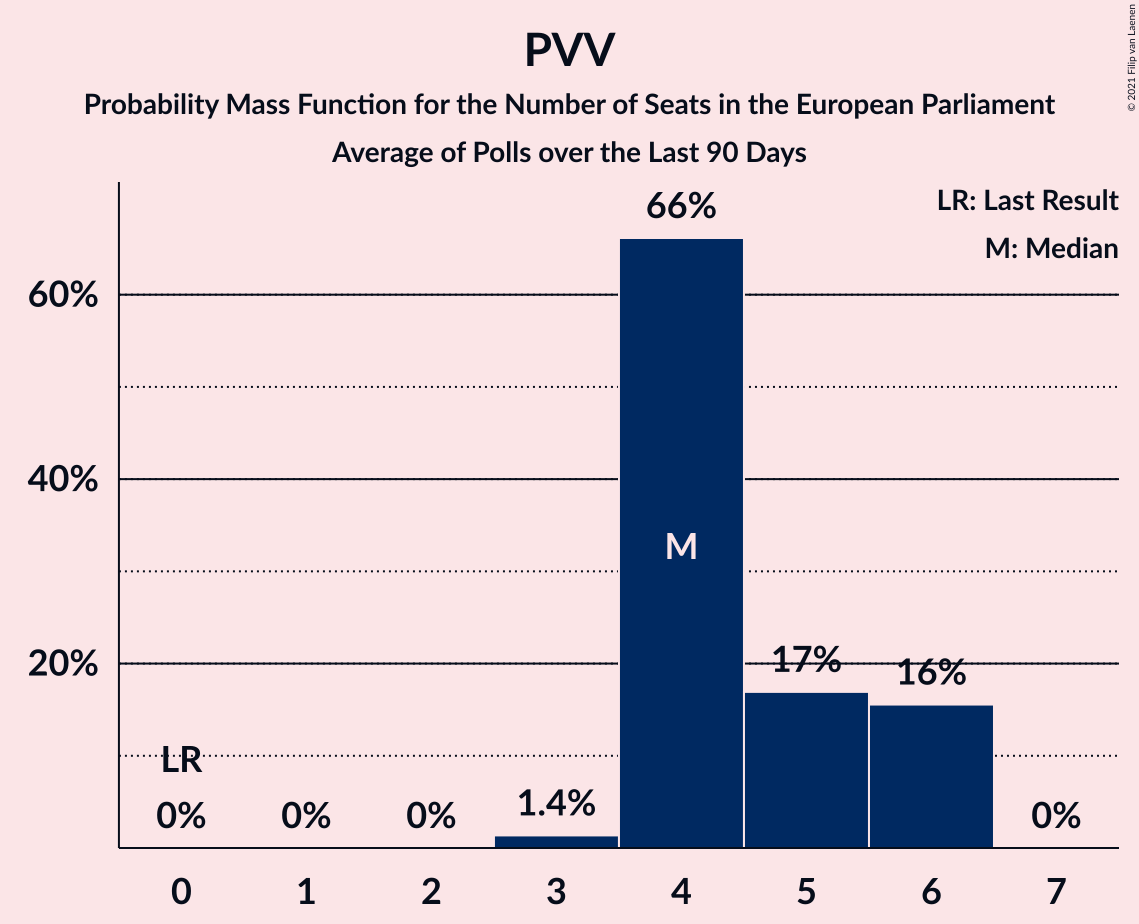 PVV
Probability Mass Function for the Number of Seats in the European Parliament
Average of Polls over the Last 90 Days
© 2021 Filip van Laenen
LR: Last Result
M: Median
66%
60%
40%
M
20%
17%
16%
LR
0%
0%
0%
1.4%
0%
0 1 2 3 4 5 6 7